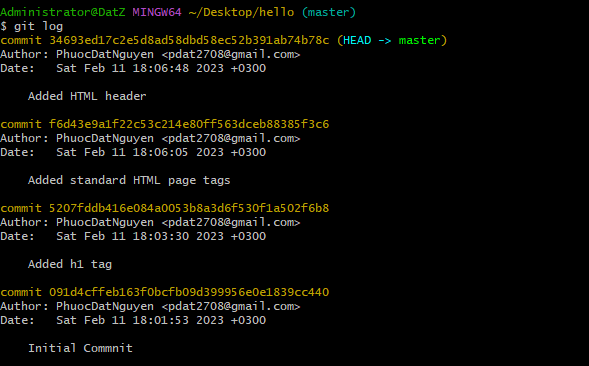 Administrator@DatZ MINGW64 ~/Desktop/hello (master)
$ git log
commit 34693ed17c2e5d8ad58dbd58ec52b391ab74b78c (HEAD -> master)
Author: PhuocDatNguyen <pdat2708@gmail.com>
Date:   Sat Feb 11 18:06:48 2023 +0300
    Added HTML header
commit f6d43e9a1f22c53c214e80ff563dceb88385f3c6
Author: PhuocDatNguyen <pdat2708@gmail.com>
Date:   Sat Feb 11 18:06:05 2023 +0300
    Added standard HTML page tags
commit 5207fddb416e084a0053b8a3d6f530f1a502f6b8
Author: PhuocDatNguyen <pdat2708@gmail.com>
Date:   Sat Feb 11 18:03:30 2023 +0300
    Added h1 tag
commit 091d4cffeb163f0bcfb09d399956e0e1839cc440
Author: PhuocDatNguyen <pdat2708@gmail.com>
Date:   Sat Feb 11 18:01:53 2023 +0300
    Initial Commnit